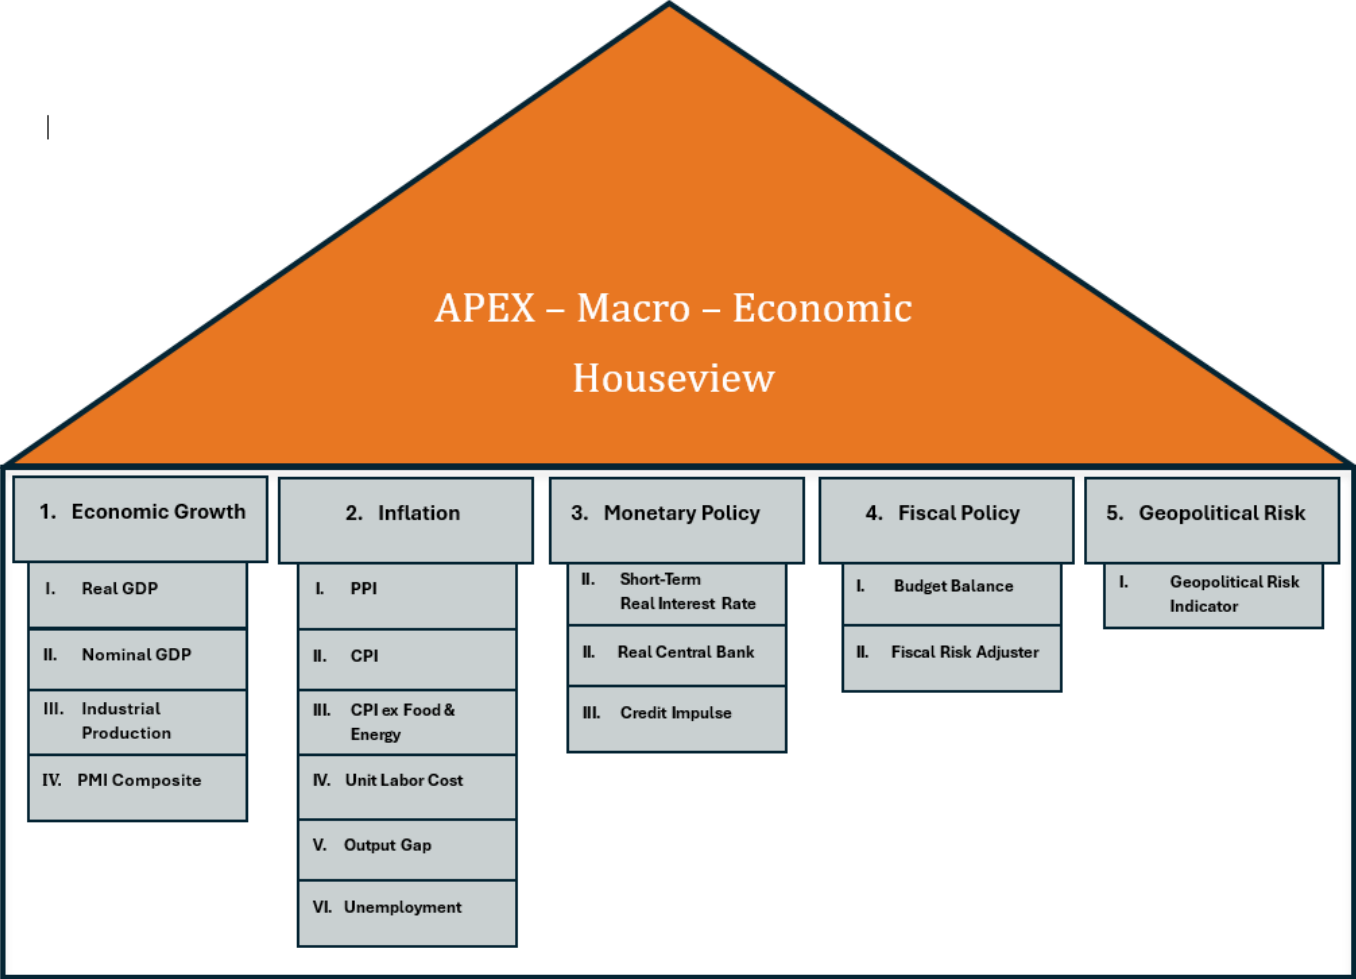 APEX – Macro – Economic
Houseview
1. Economic Growth
I. Real GDP
II. Nominal GDP
III. Industrial
Production
IV. PMI Composite
2. Inflation
I. PPI
II. CPI
III. CPI ex Food &
Energy
IV. Unit Labor Cost
V. Output Gap
VI. Unemployment
3. Monetary Policy
II. Short-Term
Real Interest Rate
II. Real Central Bank
III. Credit Impulse
4. Fiscal Policy
I. Budget Balance
II. Fiscal Risk Adjuster
5. Geopolitical Risk
I. Geopolitical Risk
Indicator